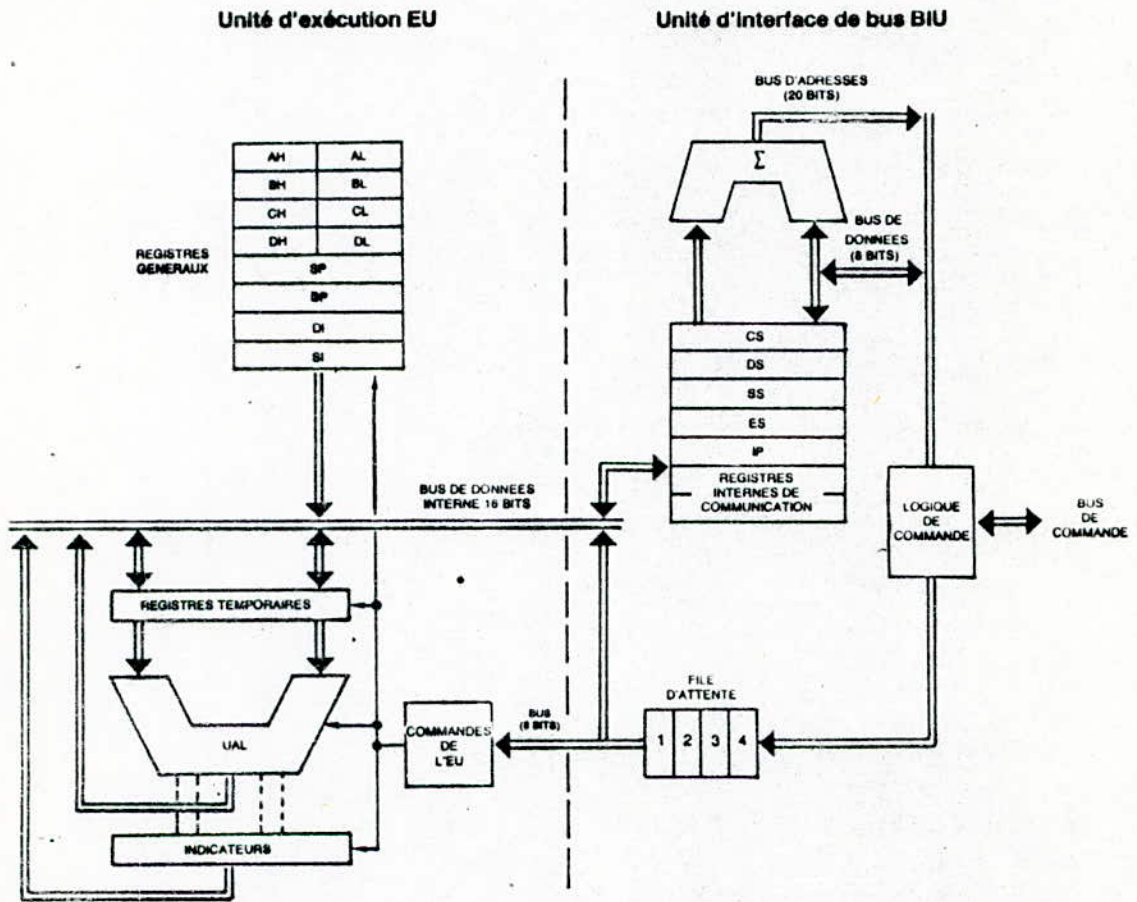 Unité d'exécution EU
Unité d'interface de bus BIU
BUS D'ADRESSES
(20 BITS)
Σ
AH AL
BH BL
CH CL
DH DL
SP
BP
DI
SI
REGISTRES
GENERAUX
BUS DE
DONNEES
(8 BITS)
CS
DS
SS
ES
IP
REGISTRES
INTERNES DE
COMMUNICATION
BUS DE DONNEES
INTERNE 16 BITS
LOGIQUE
DE
COMMANDE
BUS
DE
COMMANDE
REGISTRES TEMPORAIRES
UAL
COMMANDES
DE
L'EU
BUS
(8 BITS)
FILE
D'ATTENTE
1 2 3 4
INDICATEURS